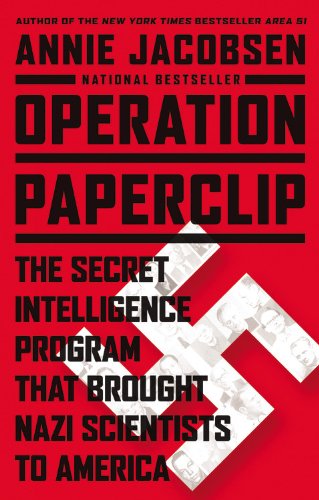 AUTHOR OF THE NEW YORK TIMES BESTSELLER AREA 51
ANNIE JACOBSEN
NATIONAL BESTSELLER
OPERATION
PAPERCLIP
THE SECRET
INTELLIGENCE
PROGRAM
THAT BROUGHT
NAZI SCIENTISTS
TO AMERICA